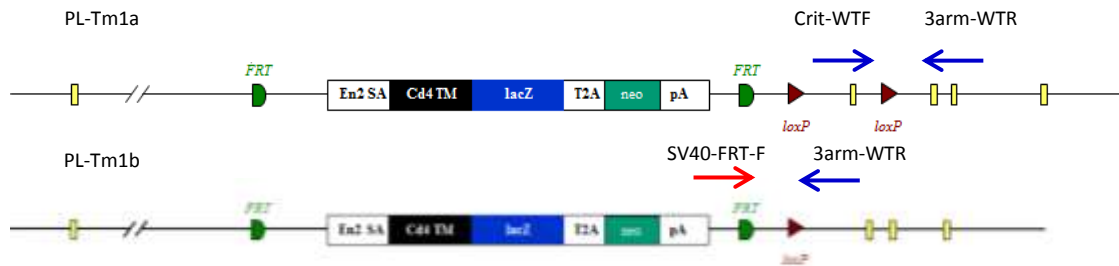 PL-Tm1a Crit-WTF 3arm-WTR
FRT FRT
En2 SA Cd4 TM lacZ T2A neo pA
loxP loxP
PL-Tm1b SV40-FRT-F 3arm-WTR
FRT FRT
En2 SA Cd4 TM lacZ T2A neo pA
loxP